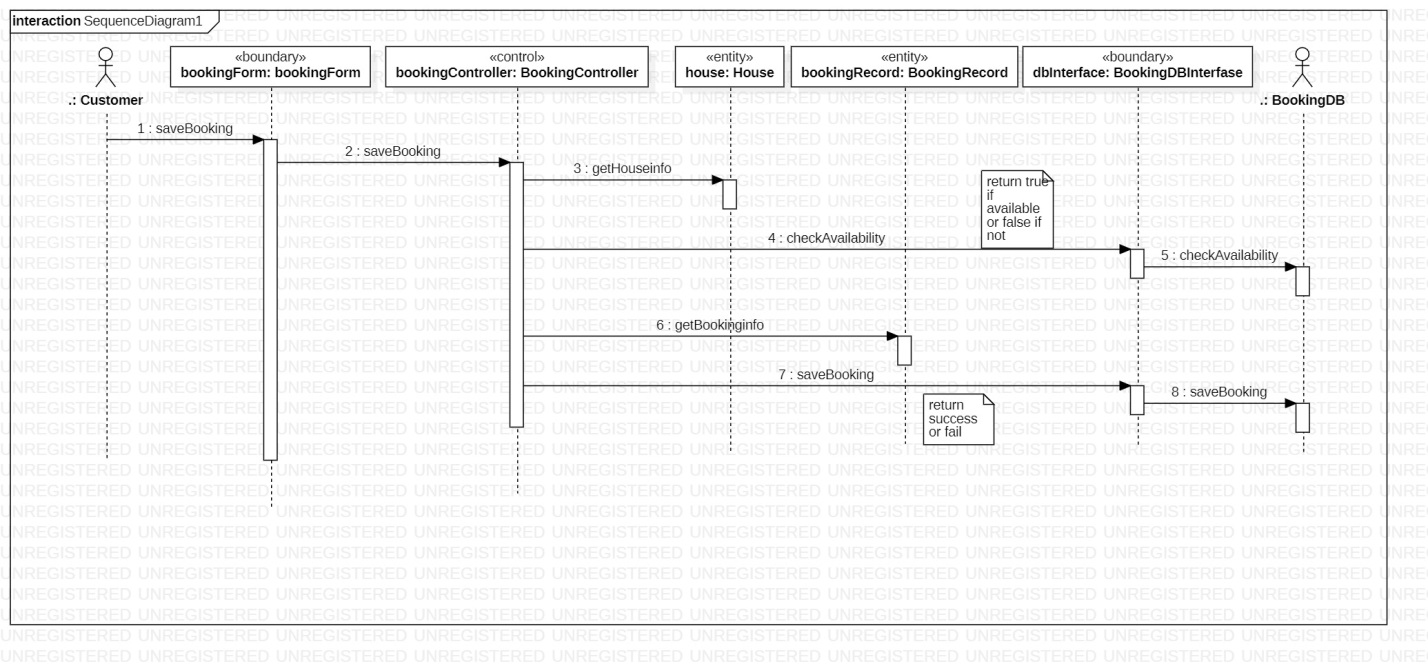 interaction SequenceDiagram1
.: Customer
«boundary»
bookingForm: bookingForm
«control»
bookingController: BookingController
«entity»
house: House
«entity»
bookingRecord: BookingRecord
«boundary»
dbInterface: BookingDBInterfase
.: BookingDB
1 : saveBooking
2 : saveBooking
3 : getHouseinfo
return true
if
available
or false if
not
4 : checkAvailability
5 : checkAvailability
6 : getBookinginfo
7 : saveBooking
8 : saveBooking
return
success
or fail
UNREGISTERED